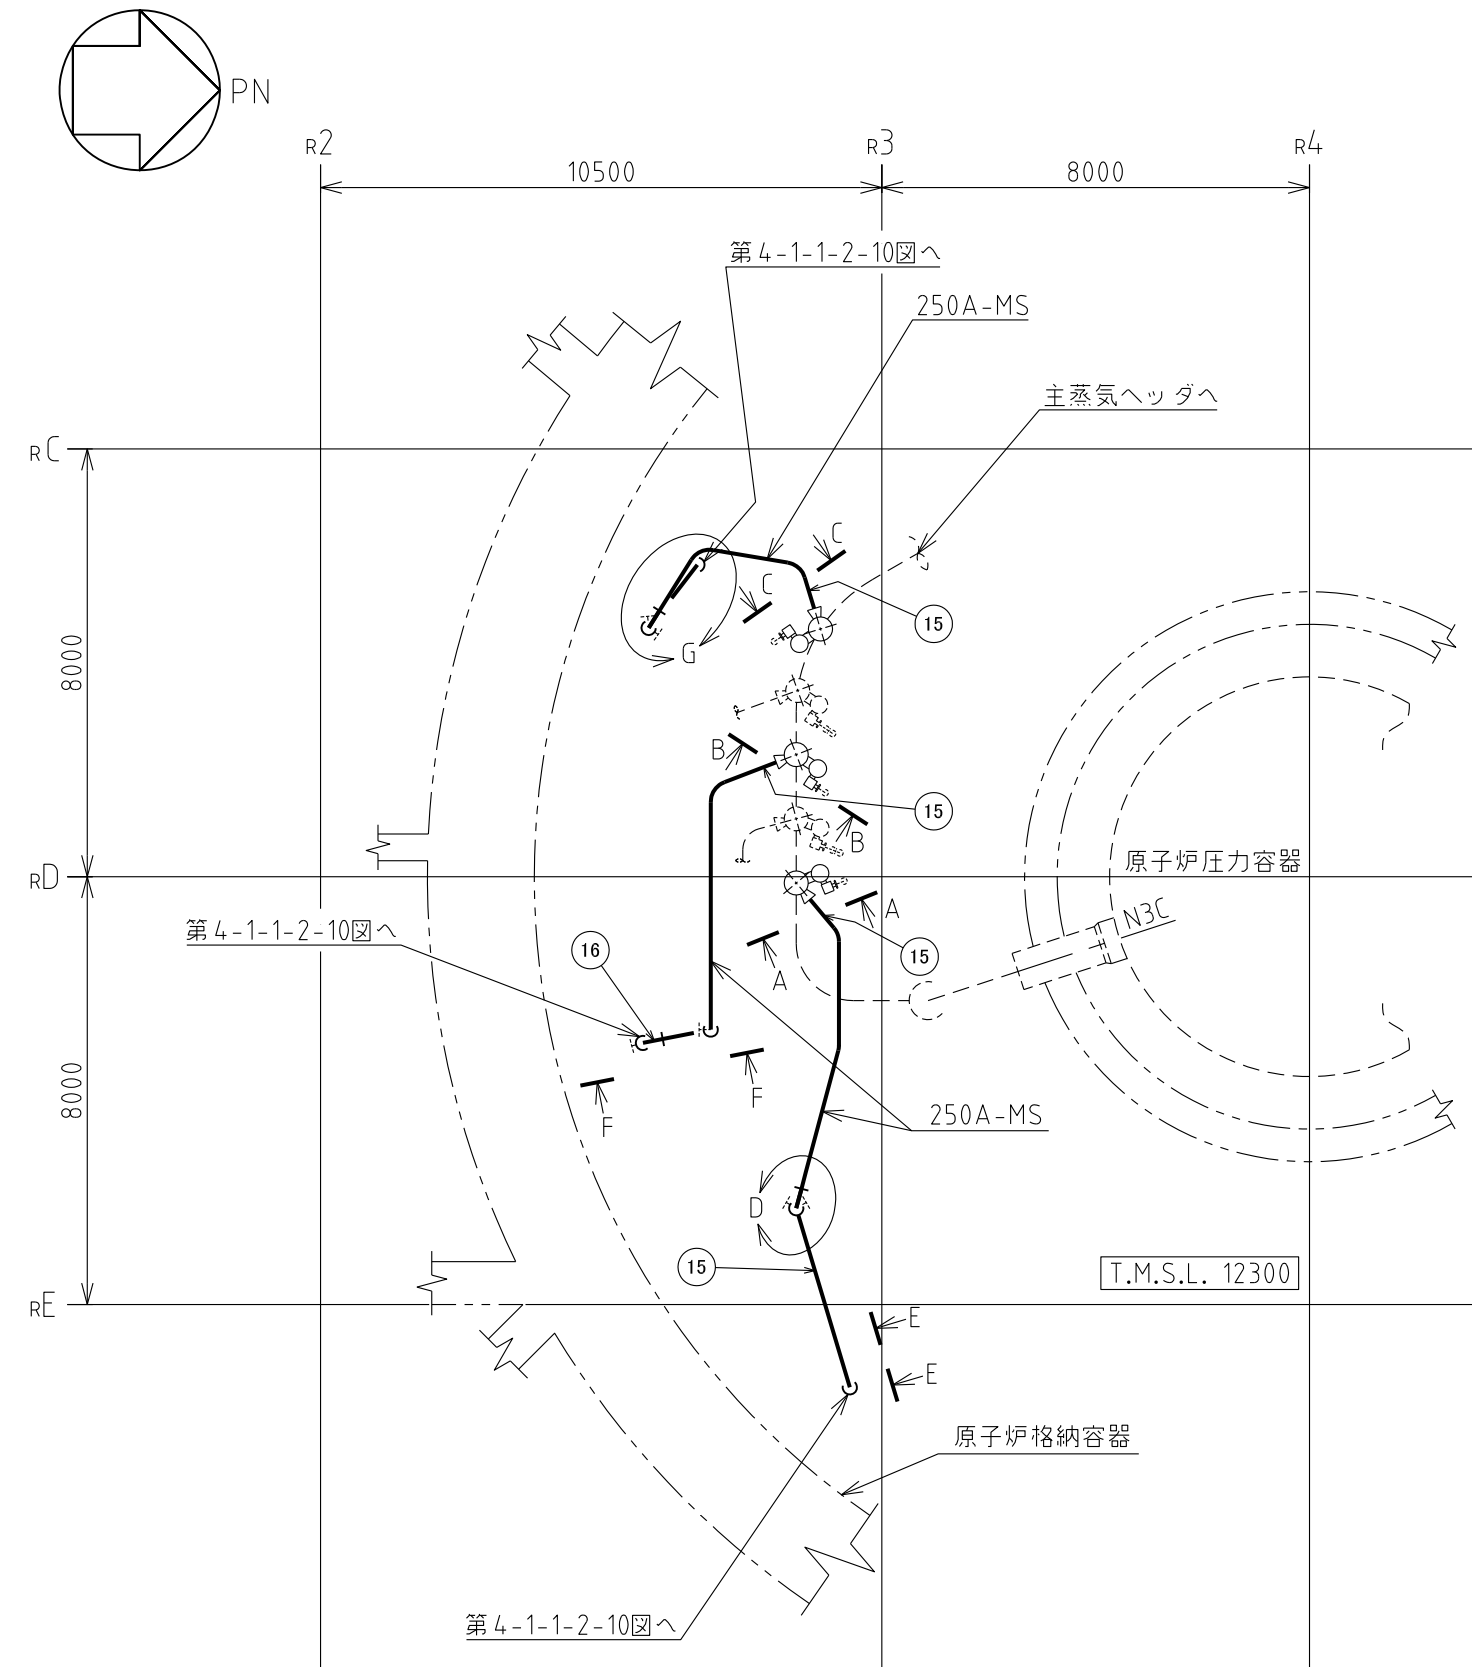 PN
R2
R3
R4
10500
8000
第4-1-1-2-10図へ
250A-MS
主蒸気ヘッダへ
RC
C
C
15
G
8000
B
15
B
原子炉圧力容器
RD
A
N3C
第4-1-1-2-10図へ
16
15
A
8000
F
F
250A-MS
D
15
T.M.S.L. 12300
RE
E
E
原子炉格納容器
第4-1-1-2-10図へ